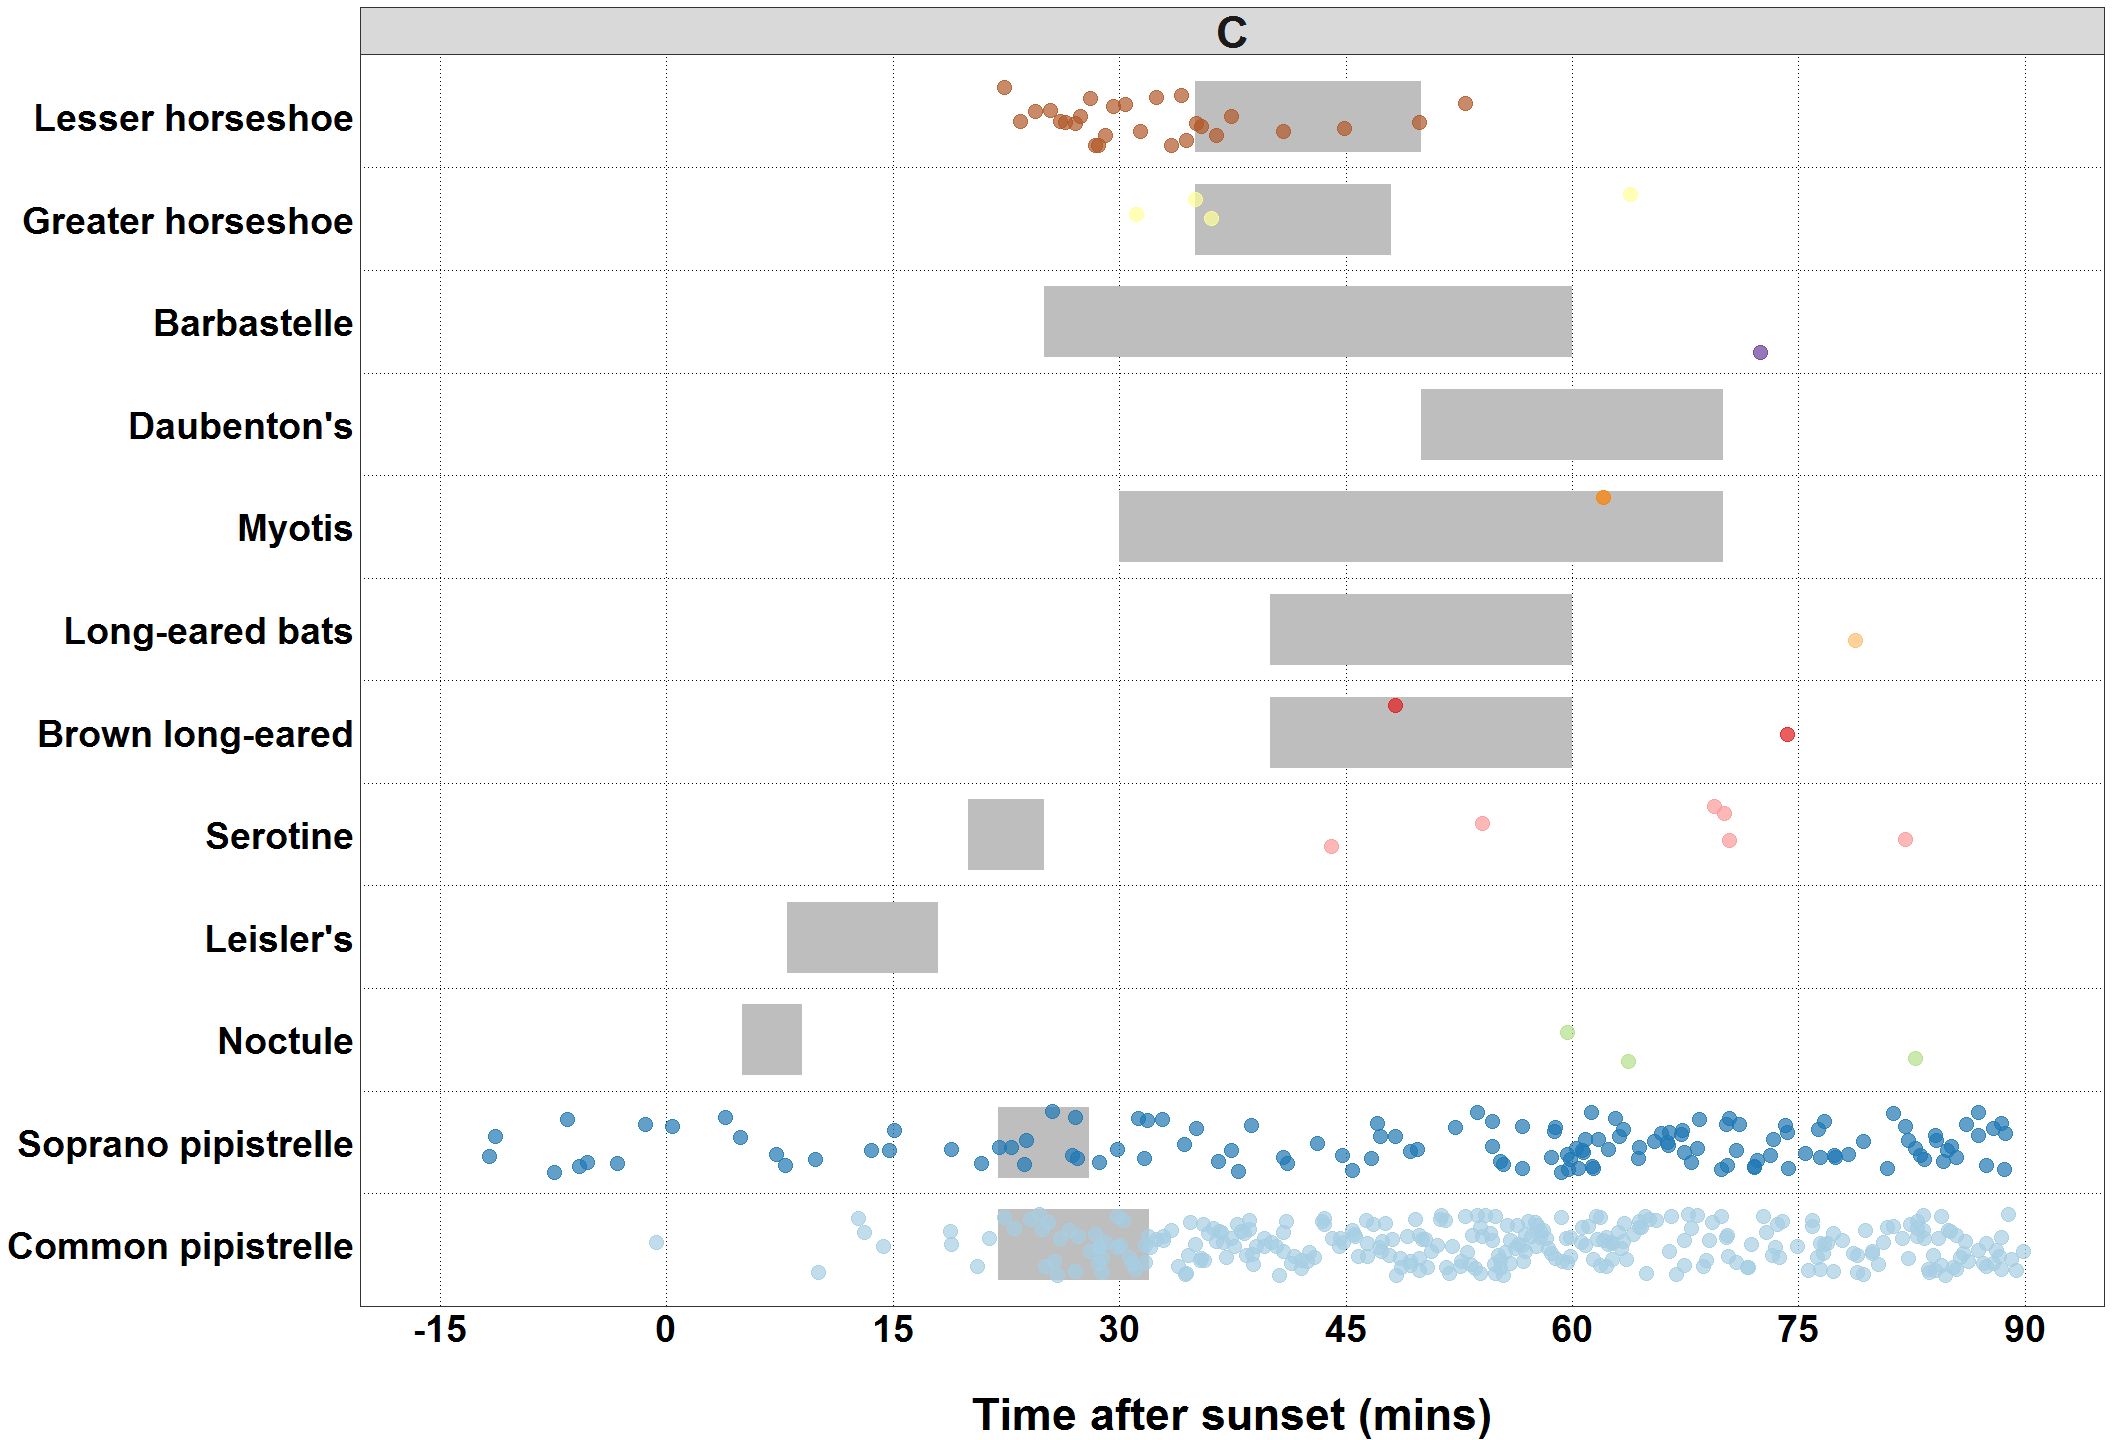 C
Lesser horseshoe
Greater horseshoe
Barbastelle
Daubenton's
Myotis
Long-eared bats
Brown long-eared
Serotine
Leisler's
Noctule
Soprano pipistrelle
Common pipistrelle
-15 0 15 30 45 60 75 90
Time after sunset (mins)